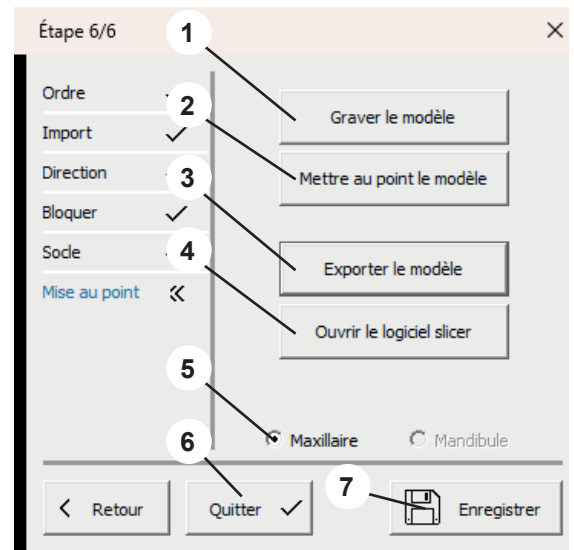 Étape 6/6
1
2
3
4
5
6
7
Ordre
Import
Direction
Bloquer
Socle
Mise au point
Graver le modèle
Mettre au point le modèle
Exporter le modèle
Ouvrir le logiciel slicer
Maxillaire
Mandibule
Retour
Quitter
Enregistrer